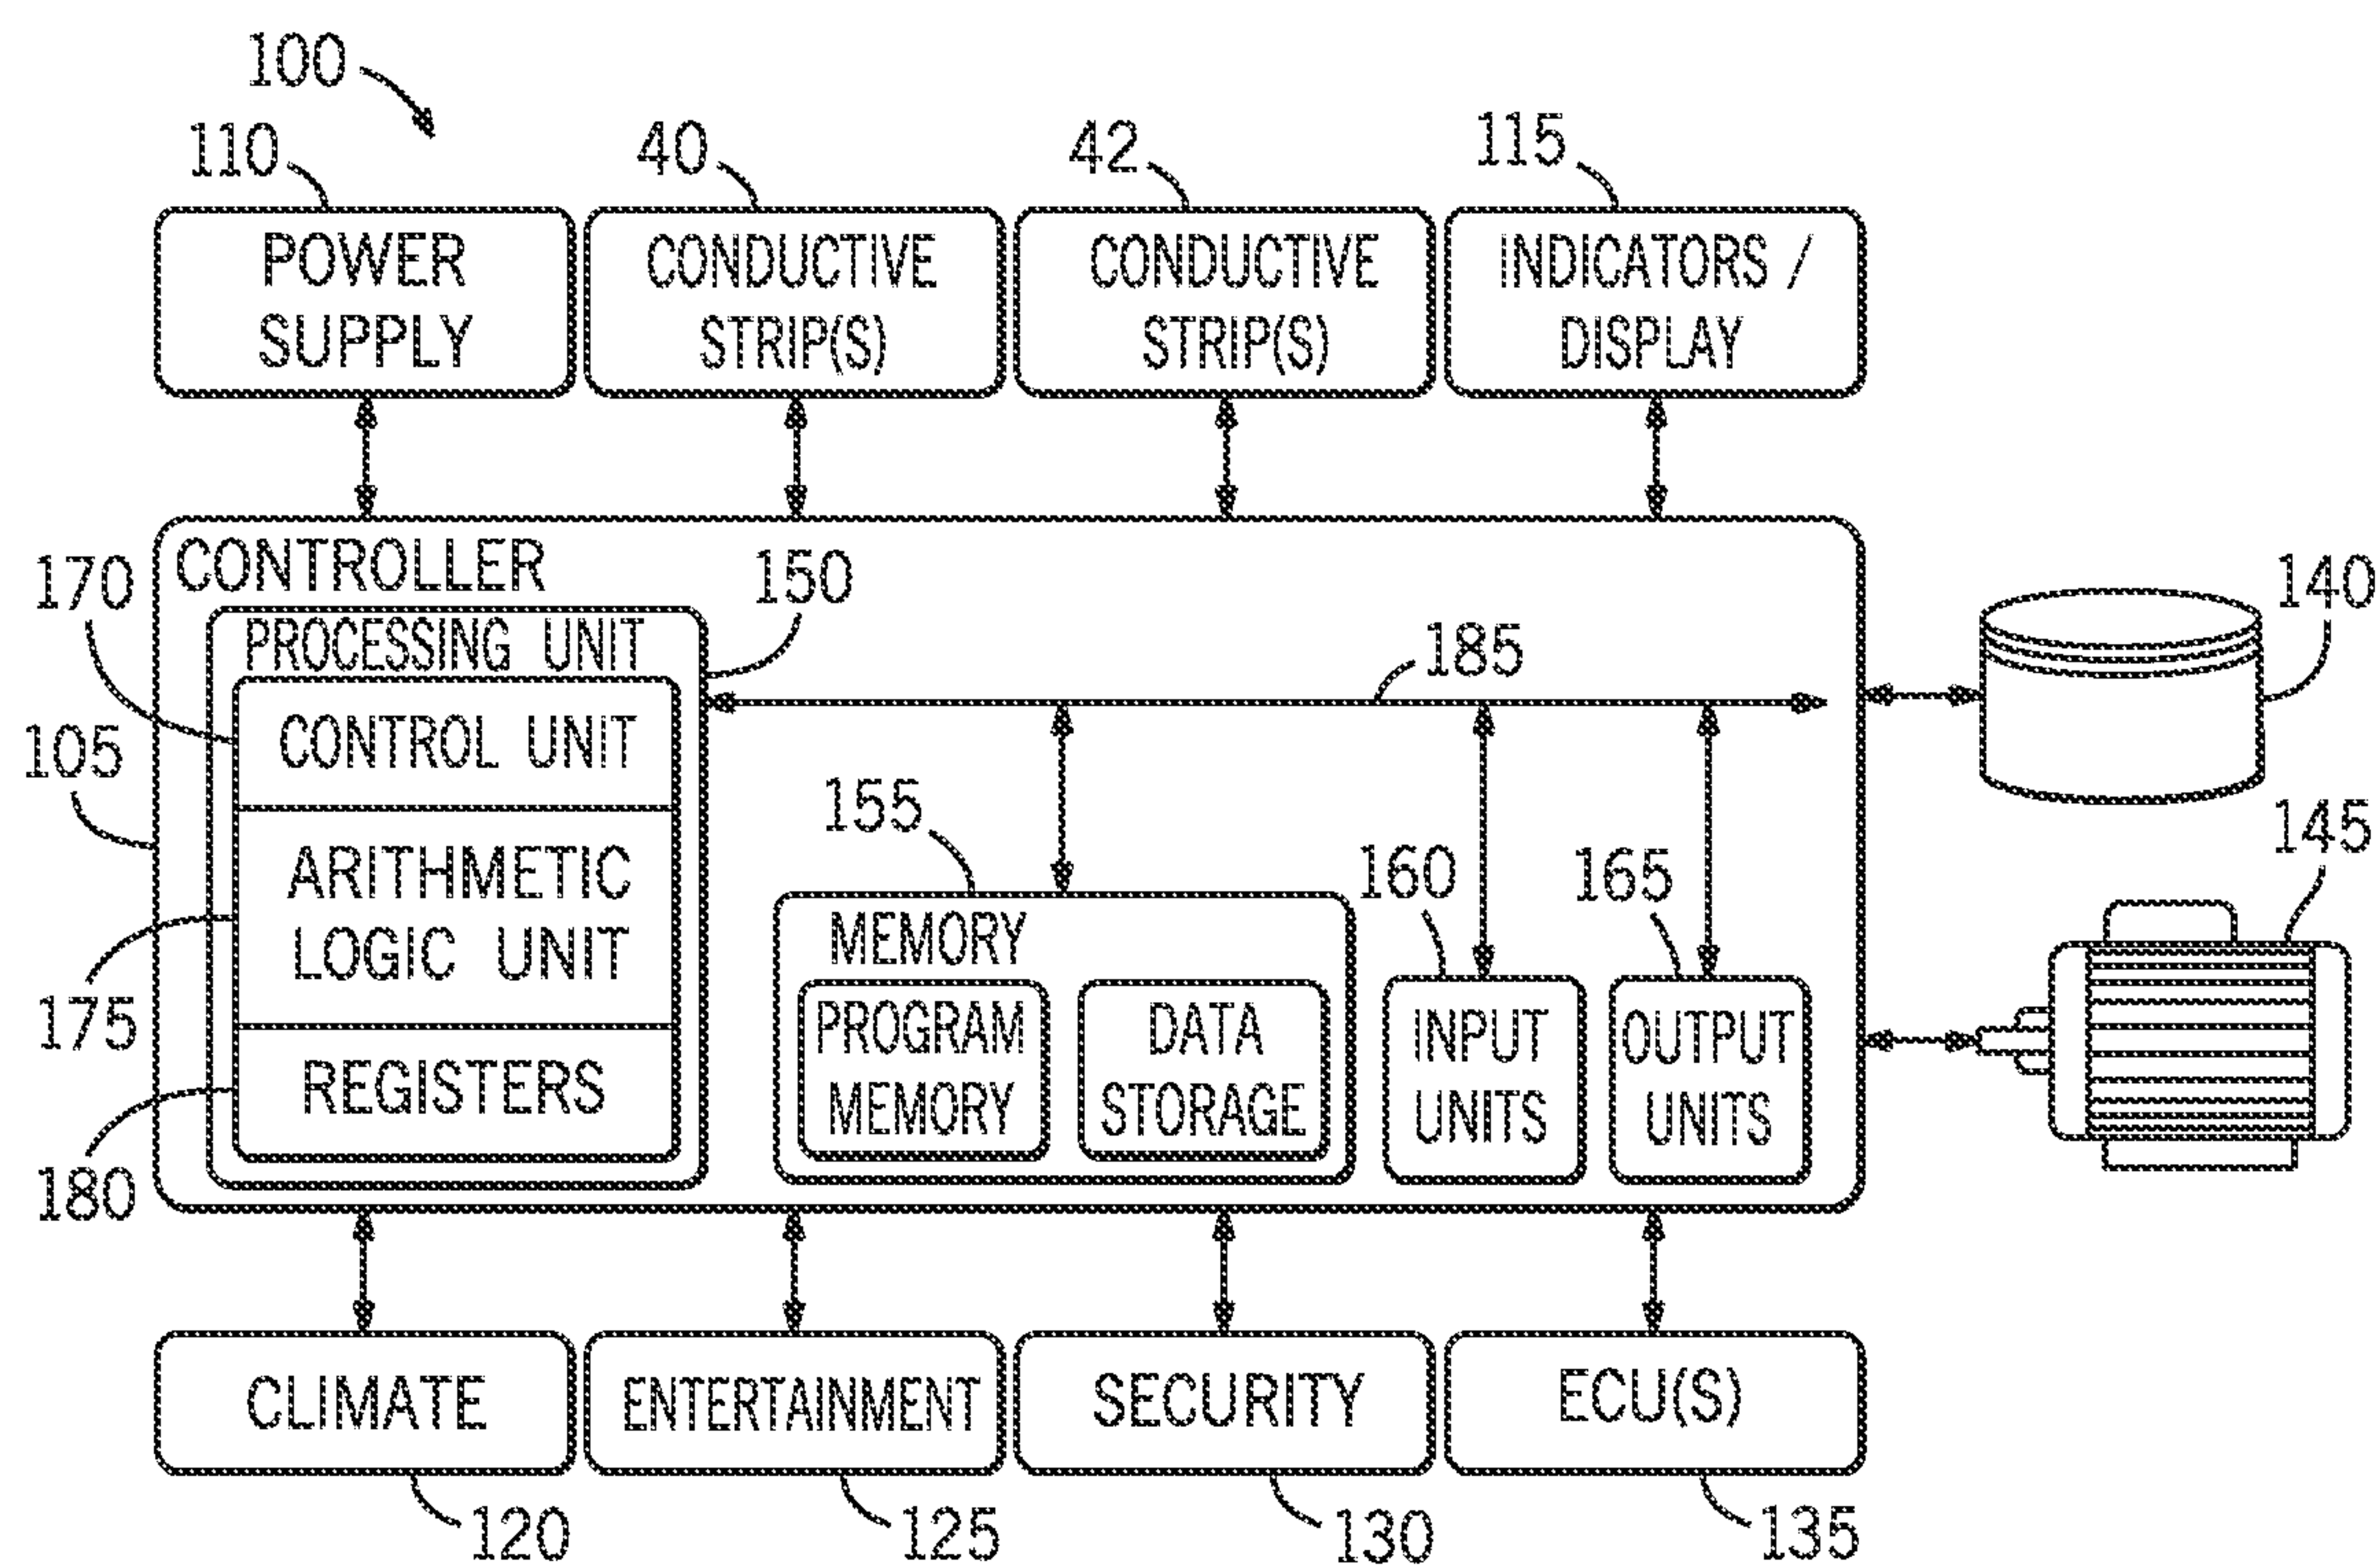 100
110
40
42
115
POWER
SUPPLY
CONDUCTIVE
STRIP(S)
CONDUCTIVE
STRIP(S)
INDICATORS /
DISPLAY
CONTROLLER
170
150
140
PROCESSING UNIT
185
CONTROL UNIT
105
155
145
ARITHMETIC
LOGIC UNIT
160
165
MEMORY
175
PROGRAM
MEMORY
DATA
STORAGE
INPUT
UNITS
OUTPUT
UNITS
REGISTERS
180
CLIMATE
ENTERTAINMENT
SECURITY
ECU(S)
120
125
130
135